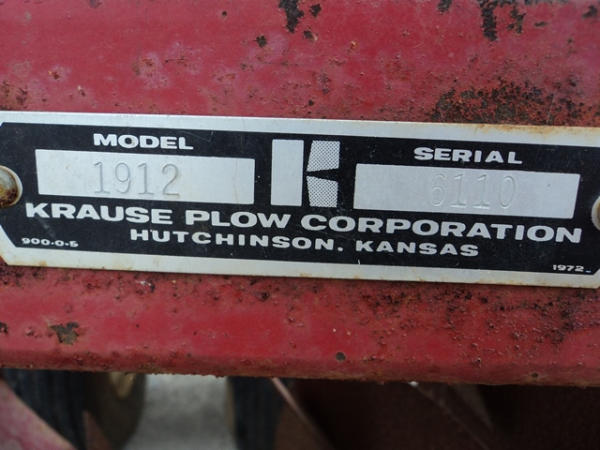 MODEL SERIAL
1912 K 6110
KRAUSE PLOW CORPORATION
HUTCHINSON, KANSAS
900-0-5 1972-